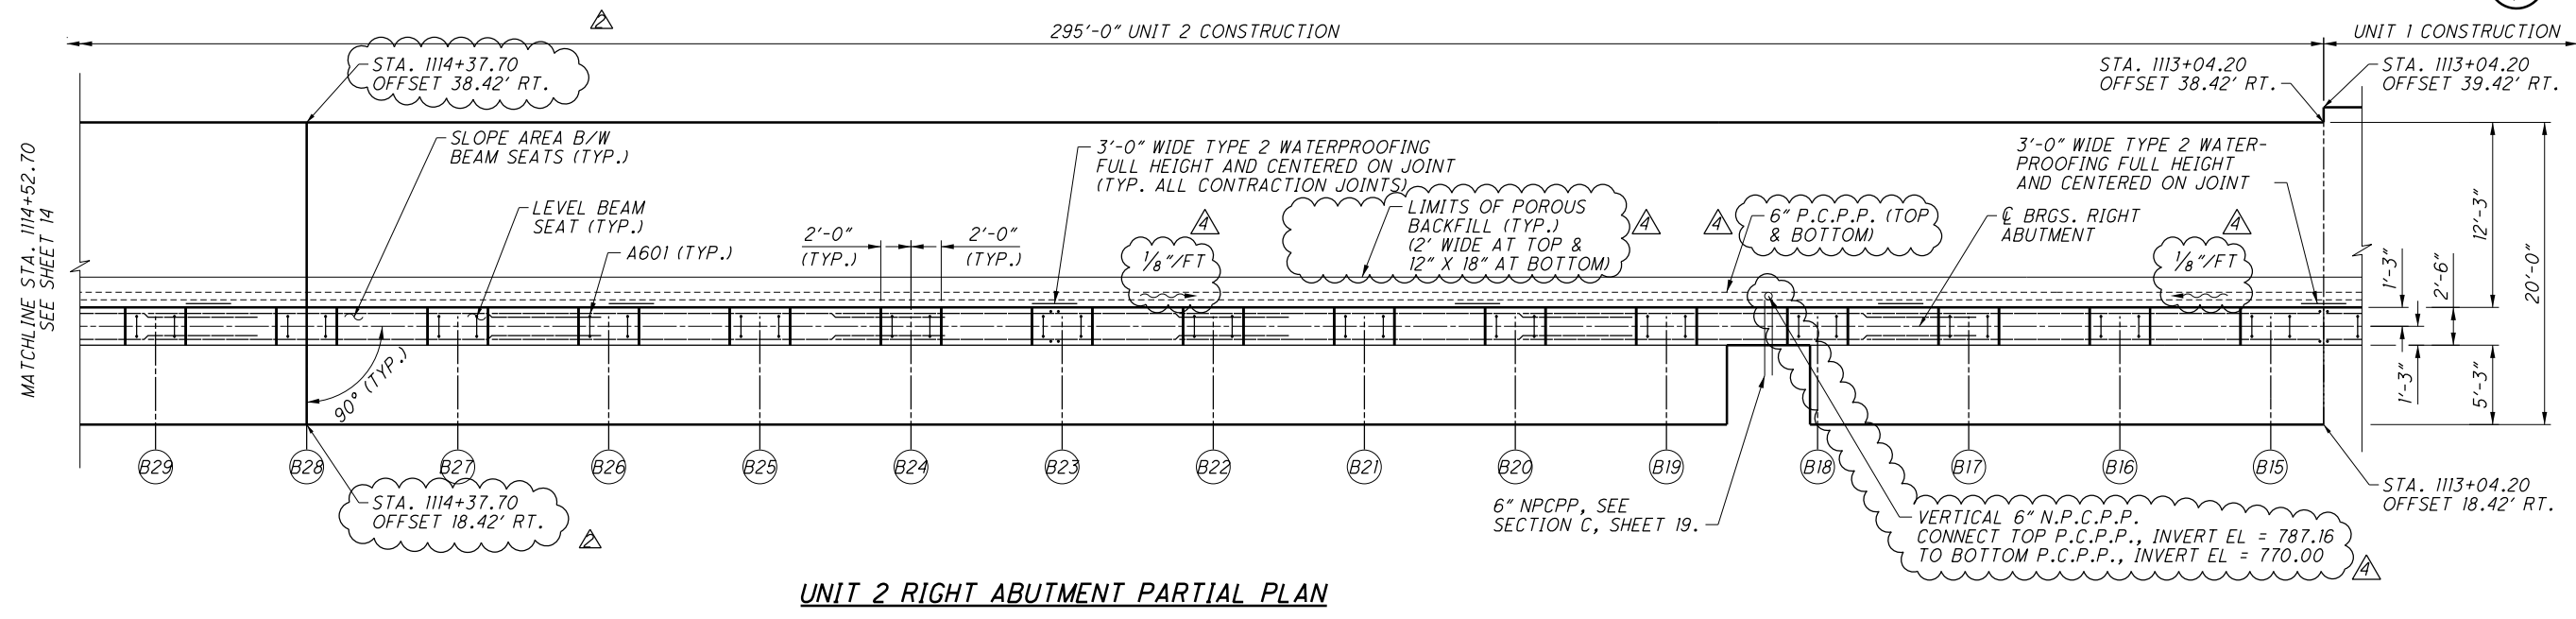 295'-0" UNIT 2 CONSTRUCTION
UNIT 1 CONSTRUCTION
2
STA. 1114+37.70
OFFSET 38.42' RT.
STA. 1113+04.20
OFFSET 38.42' RT.
STA. 1113+04.20
OFFSET 39.42' RT.
MATCHLINE STA. 1114+52.70
SEE SHEET 14
SLOPE AREA B/W
BEAM SEATS (TYP.)
3'-0" WIDE TYPE 2 WATERPROOFING
FULL HEIGHT AND CENTERED ON JOINT
(TYP. ALL CONTRACTION JOINTS)
3'-0" WIDE TYPE 2 WATER-
PROOFING FULL HEIGHT
AND CENTERED ON JOINT
LEVEL BEAM
SEAT (TYP.)
A601 (TYP.)
2'-0"
(TYP.)
2'-0"
(TYP.)
4
1/8"/FT
LIMITS OF POROUS
BACKFILL (TYP.)
(2' WIDE AT TOP &
12" X 18" AT BOTTOM)
4
4
6" P.C.P.P. (TOP
& BOTTOM)
℄ BRGS. RIGHT
ABUTMENT
4
1/8"/FT
12'-3"
1'-3"
2'-6"
20'-0"
1'-3"
5'-3"
90° (TYP.)
B29
B28
B27
B26
B25
B24
B23
B22
B21
B20
B19
B18
B17
B16
B15
STA. 1114+37.70
OFFSET 18.42' RT.
2
6" NPCPP, SEE
SECTION C, SHEET 19.
VERTICAL 6" N.P.C.P.P.
CONNECT TOP P.C.P.P., INVERT EL = 787.16
TO BOTTOM P.C.P.P., INVERT EL = 770.00
4
STA. 1113+04.20
OFFSET 18.42' RT.
UNIT 2 RIGHT ABUTMENT PARTIAL PLAN